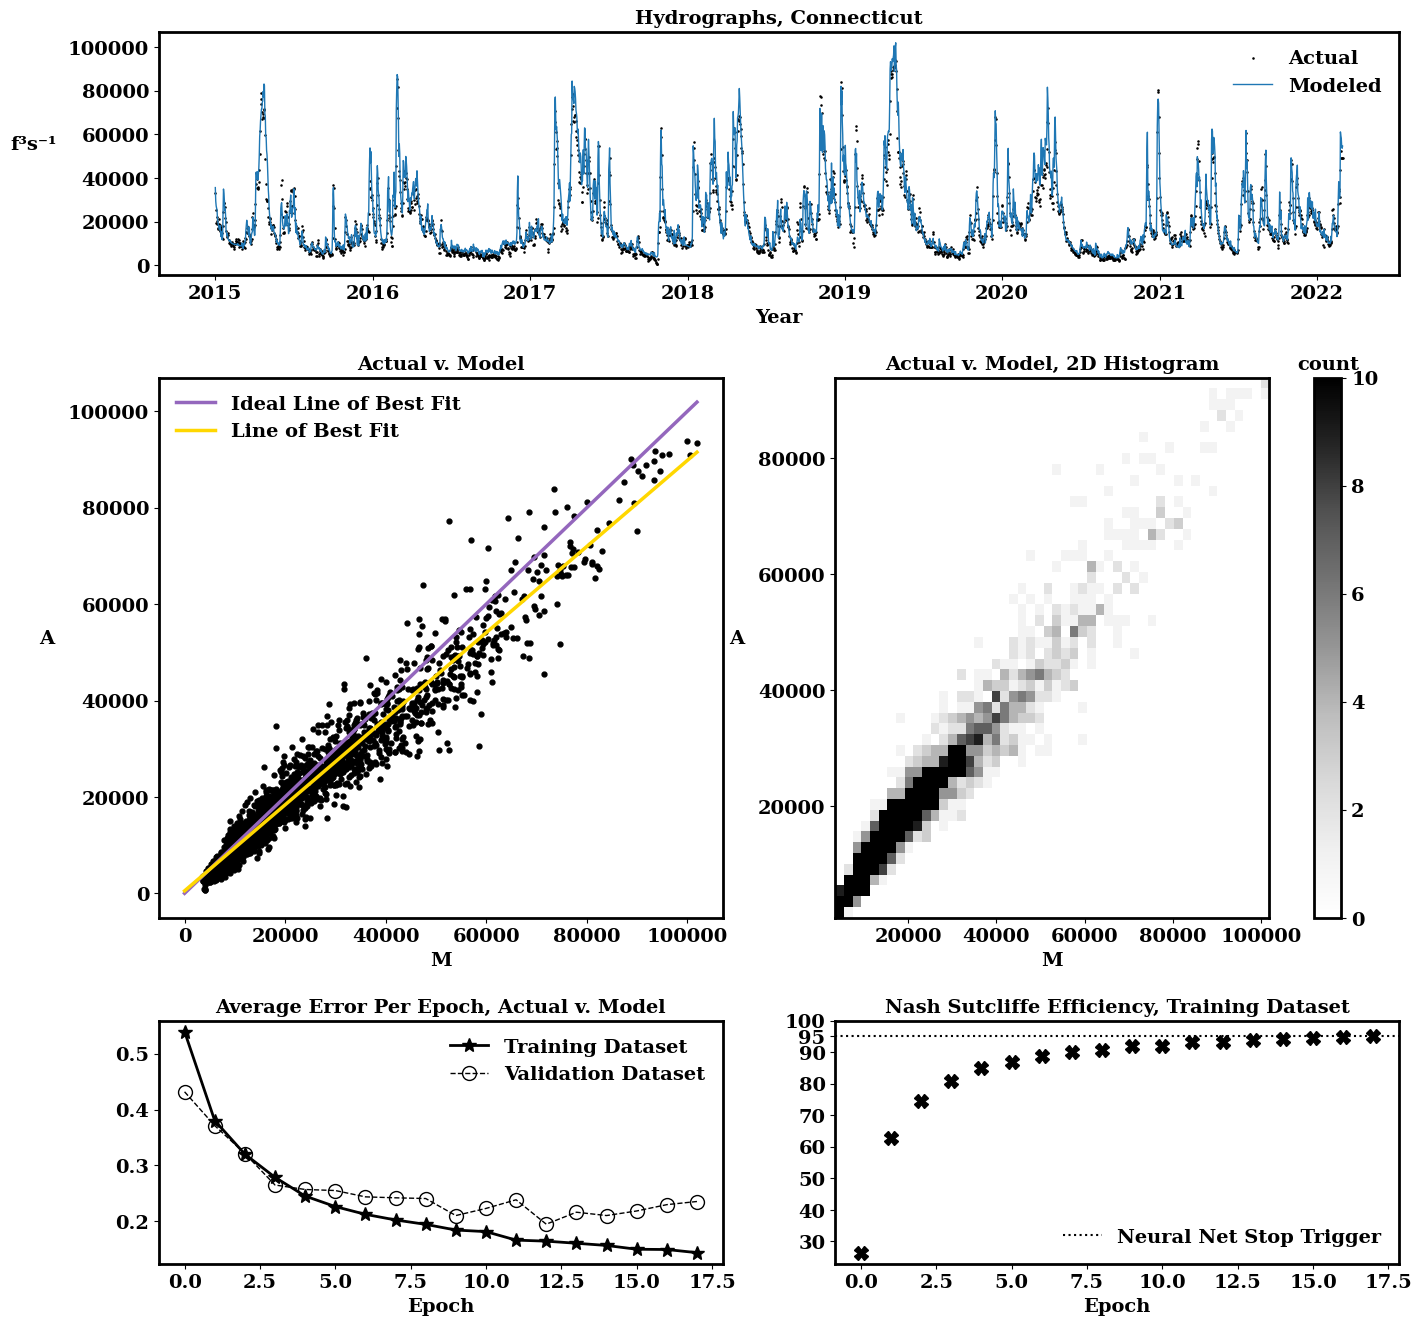 Hydrographs, Connecticut
100000
80000
60000
40000
20000
0
f³s⁻¹
Actual
Modeled
2015 2016 2017 2018 2019 2020 2021 2022
Year
Actual v. Model
100000
80000
60000
40000
20000
0
A
Ideal Line of Best Fit
Line of Best Fit
0 20000 40000 60000 80000 100000
M
Actual v. Model, 2D Histogram
80000
60000
40000
20000
A
20000 40000 60000 80000 100000
M
count
10
8
6
4
2
0
Average Error Per Epoch, Actual v. Model
0.5
0.4
0.3
0.2
Training Dataset
Validation Dataset
0.0 2.5 5.0 7.5 10.0 12.5 15.0 17.5
Epoch
Nash Sutcliffe Efficiency, Training Dataset
100
95
90
80
70
60
50
40
30
Neural Net Stop Trigger
0.0 2.5 5.0 7.5 10.0 12.5 15.0 17.5
Epoch